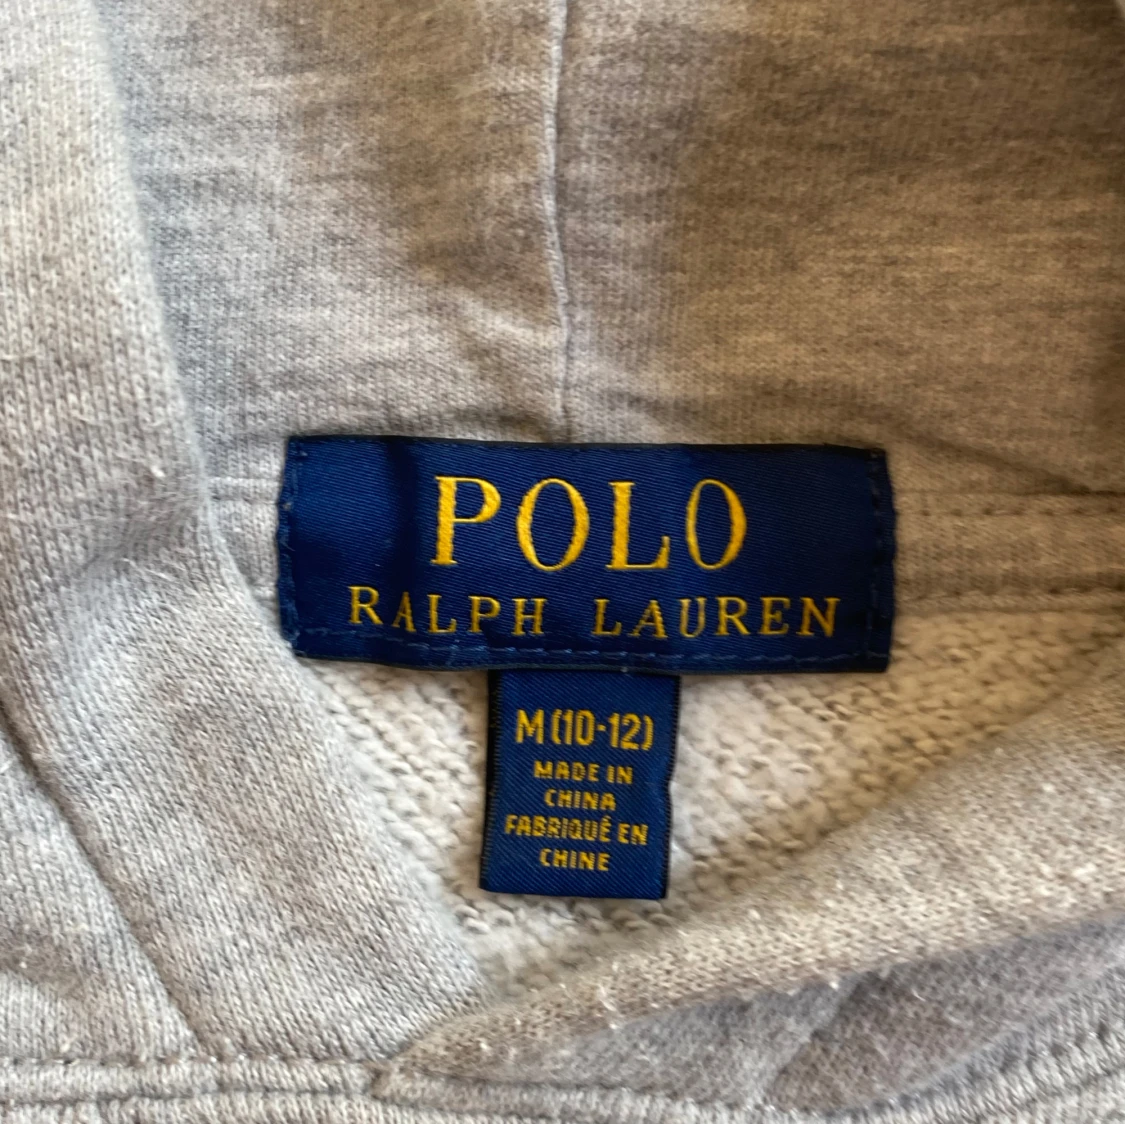 POLO
RALPH LAUREN
M(10-12)
MADE IN
CHINA
FABRIQUÉ EN
CHINE